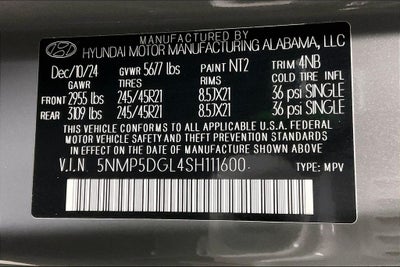 MANUFACTURED BY
HYUNDAI MOTOR MANUFACTURING ALABAMA, LLC
Dec/10/24 GVWR 5677 lbs PAINT NT2 TRIM 4NB
GAWR TIRES RIMS COLD TIRE INFL
FRONT 2955 lbs 245/45R21 8.5JX21 36 psi SINGLE
REAR 3109 lbs 245/45R21 8.5JX21 36 psi SINGLE
THIS VEHICLE CONFORMS TO ALL APPLICABLE U.S.A. FEDERAL
MOTOR VEHICLE SAFETY AND THEFT PREVENTION STANDARDS
IN EFFECT ON THE DATE OF MANUFACTURE SHOWN ABOVE.
V.I.N. 5NMP5DGL4SH111600 TYPE: MPV